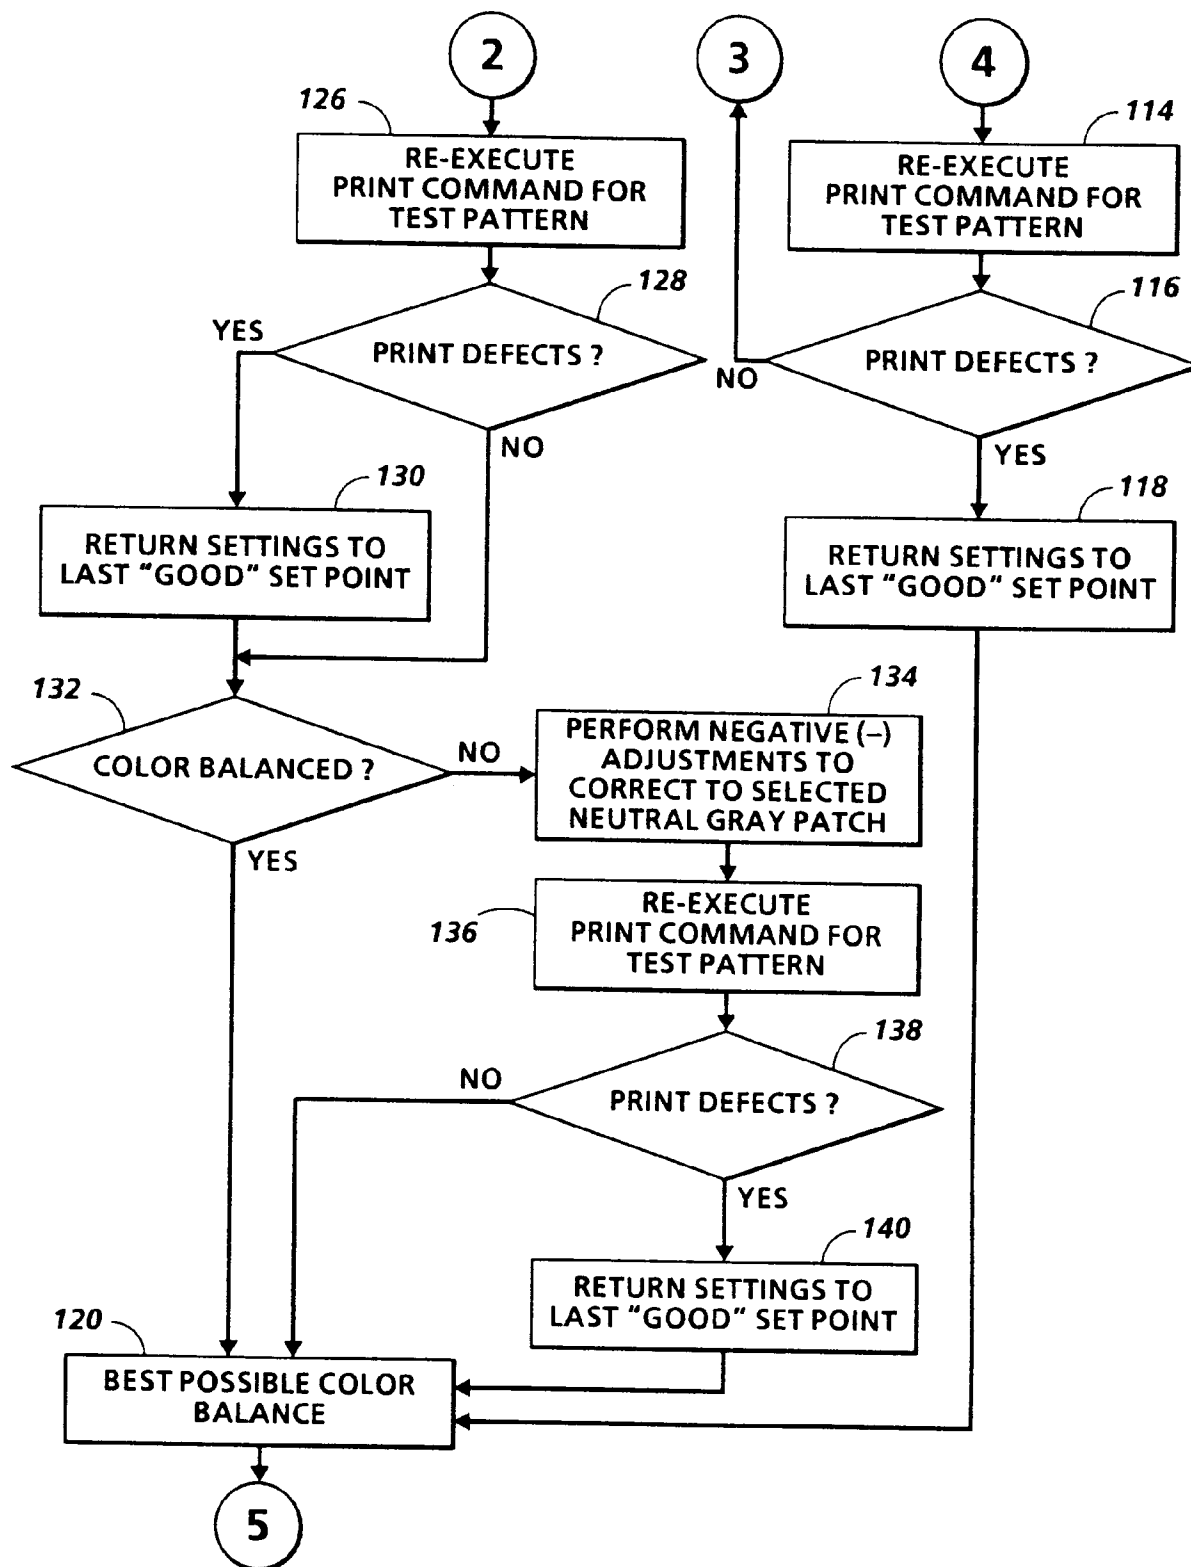 2
3
4
126
RE-EXECUTE
PRINT COMMAND FOR
TEST PATTERN
114
RE-EXECUTE
PRINT COMMAND FOR
TEST PATTERN
128
PRINT DEFECTS ?
YES
NO
116
PRINT DEFECTS ?
NO
YES
130
RETURN SETTINGS TO
LAST "GOOD" SET POINT
118
RETURN SETTINGS TO
LAST "GOOD" SET POINT
132
COLOR BALANCED ?
NO
YES
134
PERFORM NEGATIVE (–)
ADJUSTMENTS TO
CORRECT TO SELECTED
NEUTRAL GRAY PATCH
136
RE-EXECUTE
PRINT COMMAND FOR
TEST PATTERN
138
PRINT DEFECTS ?
NO
YES
140
RETURN SETTINGS TO
LAST "GOOD" SET POINT
120
BEST POSSIBLE COLOR
BALANCE
5